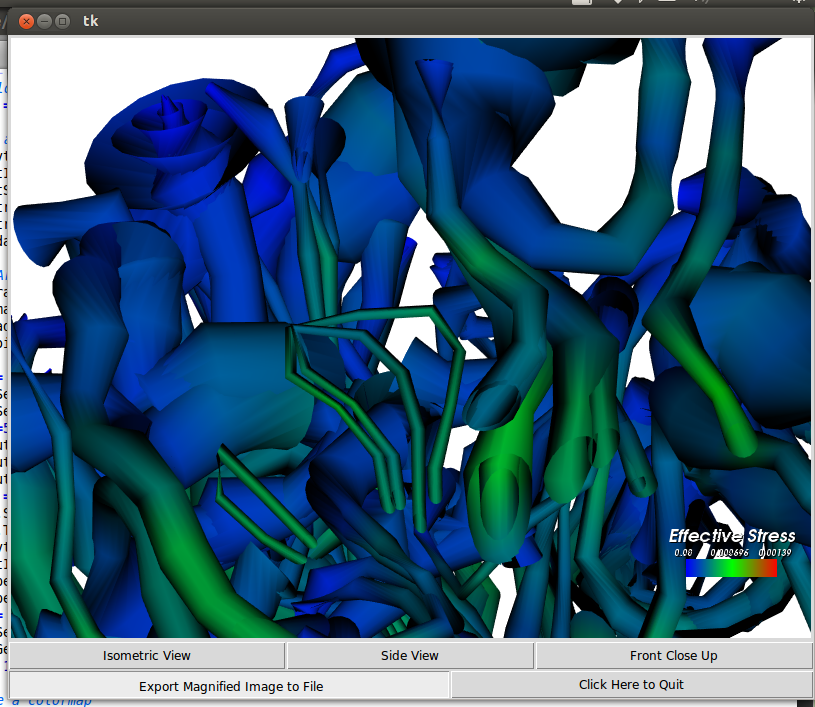 tk
Effective Stress
0.00 0.000696 0.00139
Isometric View Side View Front Close Up
Export Magnified Image to File Click Here to Quit
e a colormap